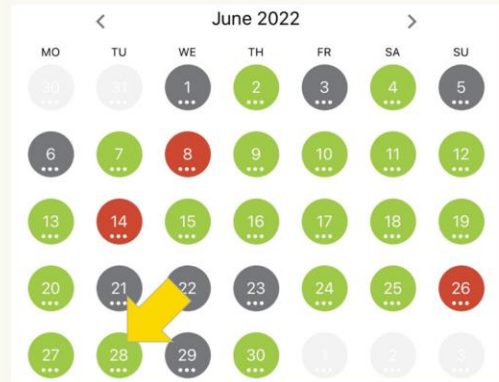 < June 2022 >
MO TU WE TH FR SA SU
30 31 1 2 3 4 5
6 7 8 9 10 11 12
13 14 15 16 17 18 19
20 21 22 23 24 25 26
27 28 29 30 1 2 3